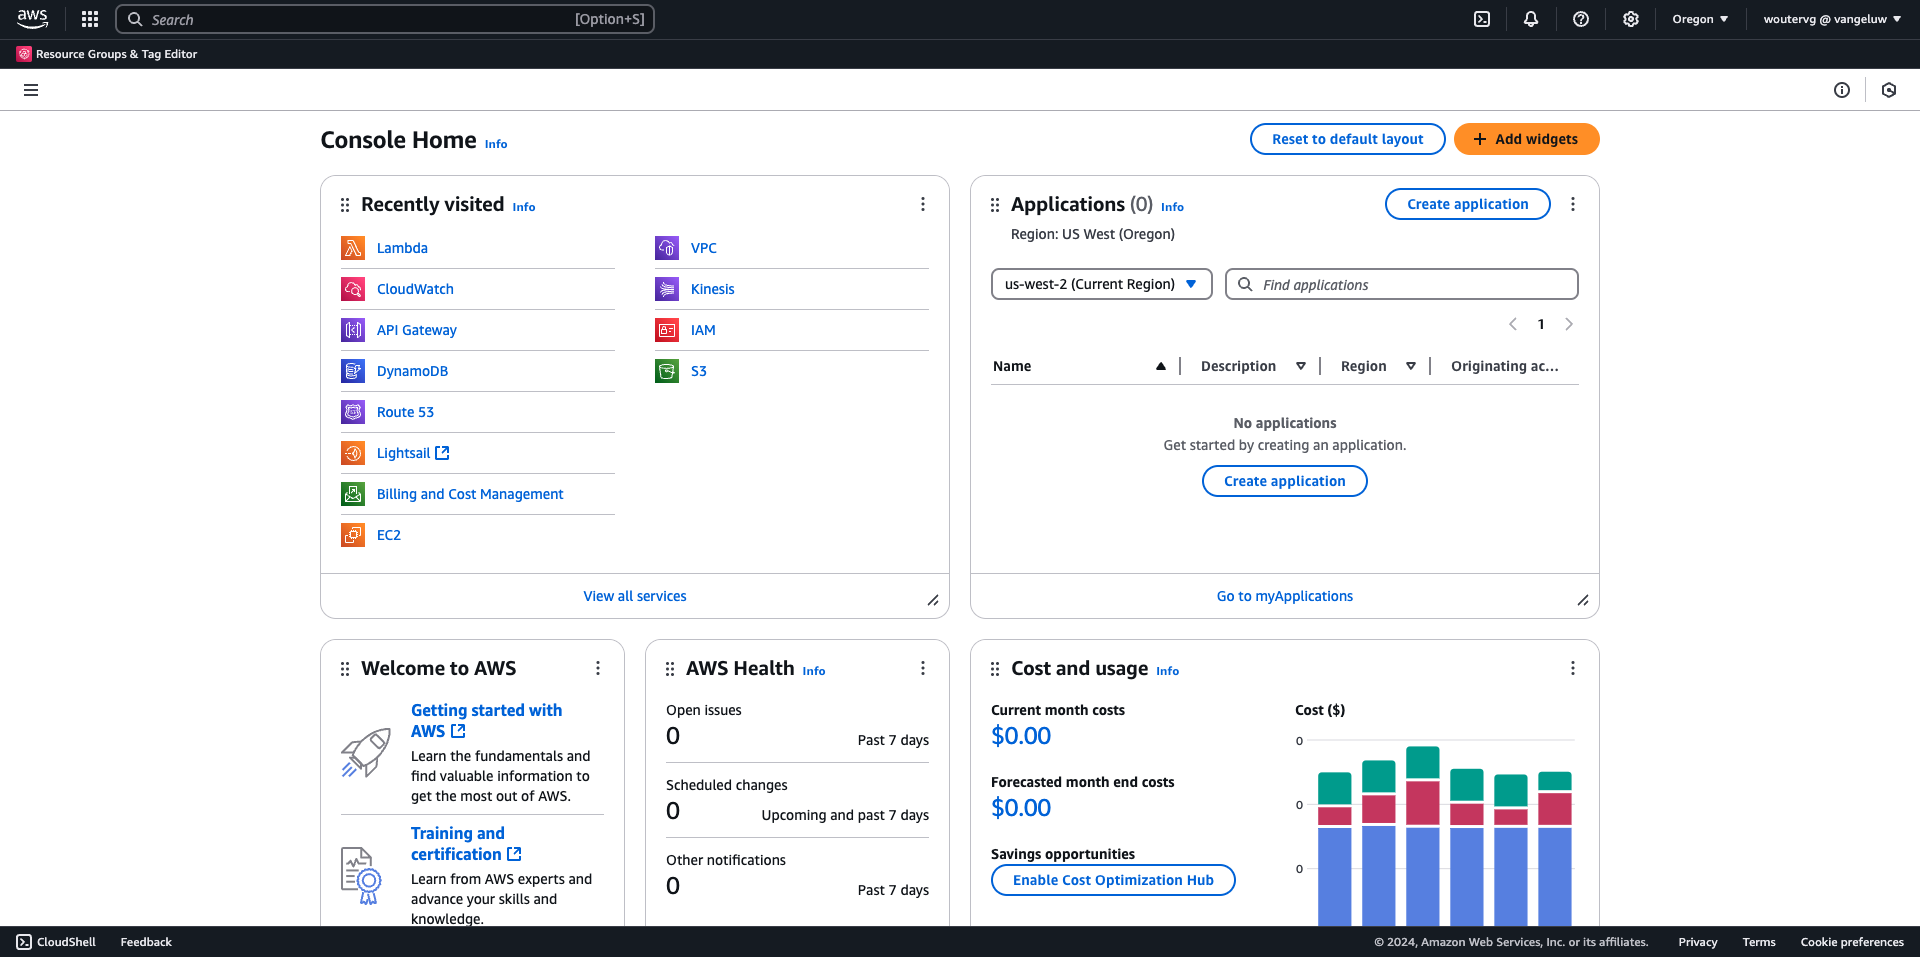 aws
Search
[Option+S]
Oregon
woutervg @ vangeluw
Resource Groups & Tag Editor
Console Home Info
Reset to default layout
Add widgets
Recently visited Info
Lambda
CloudWatch
API Gateway
DynamoDB
Route 53
Lightsail
Billing and Cost Management
EC2
VPC
Kinesis
IAM
S3
View all services
Applications (0) Info
Create application
Region: US West (Oregon)
us-west-2 (Current Region)
Find applications
1
Name
Description
Region
Originating ac...
No applications
Get started by creating an application.
Create application
Go to myApplications
Welcome to AWS
Getting started with
AWS
Learn the fundamentals and
find valuable information to
get the most out of AWS.
Training and
certification
Learn from AWS experts and
advance your skills and
knowledge.
AWS Health Info
Open issues
0
Past 7 days
Scheduled changes
0
Upcoming and past 7 days
Other notifications
0
Past 7 days
Cost and usage Info
Current month costs
$0.00
Forecasted month end costs
$0.00
Savings opportunities
Enable Cost Optimization Hub
Cost ($)
0
0
0
CloudShell
Feedback
© 2024, Amazon Web Services, Inc. or its affiliates.
Privacy
Terms
Cookie preferences